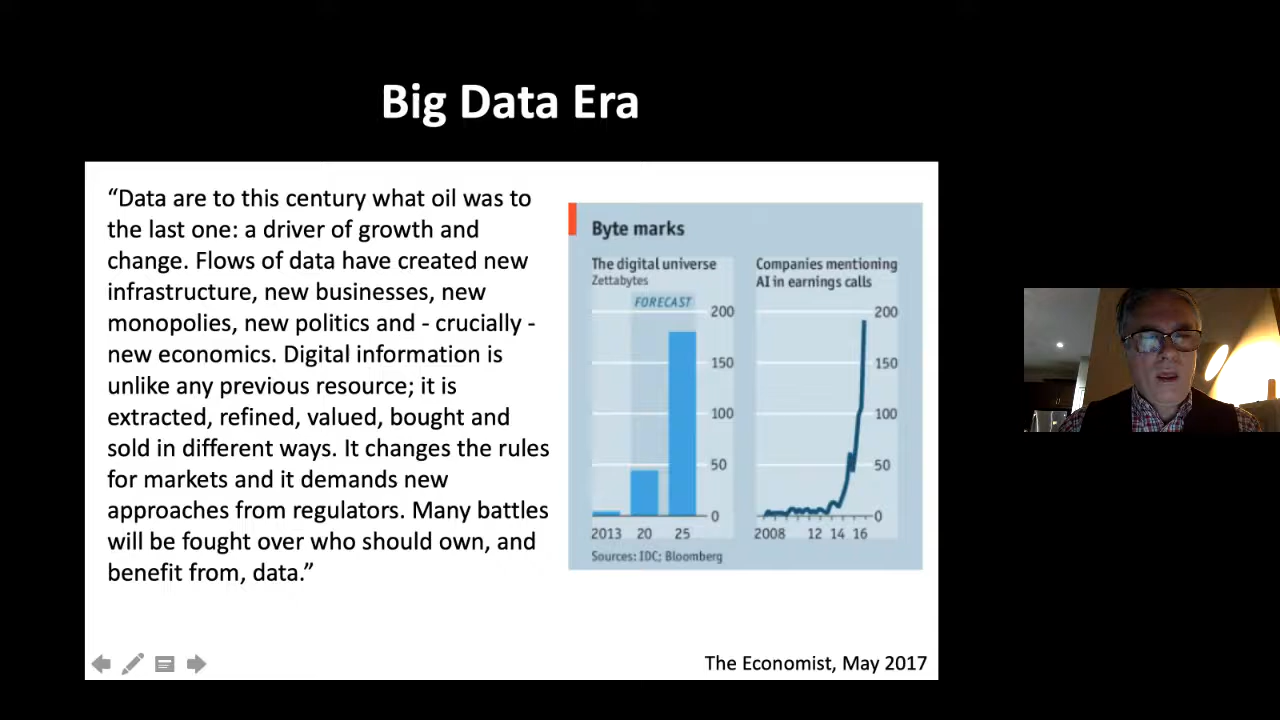 Big Data Era
“Data are to this century what oil was to
the last one: a driver of growth and
change. Flows of data have created new
infrastructure, new businesses, new
monopolies, new politics and - crucially -
new economics. Digital information is
unlike any previous resource; it is
extracted, refined, valued, bought and
sold in different ways. It changes the rules
for markets and it demands new
approaches from regulators. Many battles
will be fought over who should own, and
benefit from, data.”
Byte marks
The digital universe
Zettabytes
FORECAST
200
150
100
50
0
2013 20 25
Companies mentioning
AI in earnings calls
200
150
100
50
0
2008 12 14 16
Sources: IDC; Bloomberg
The Economist, May 2017